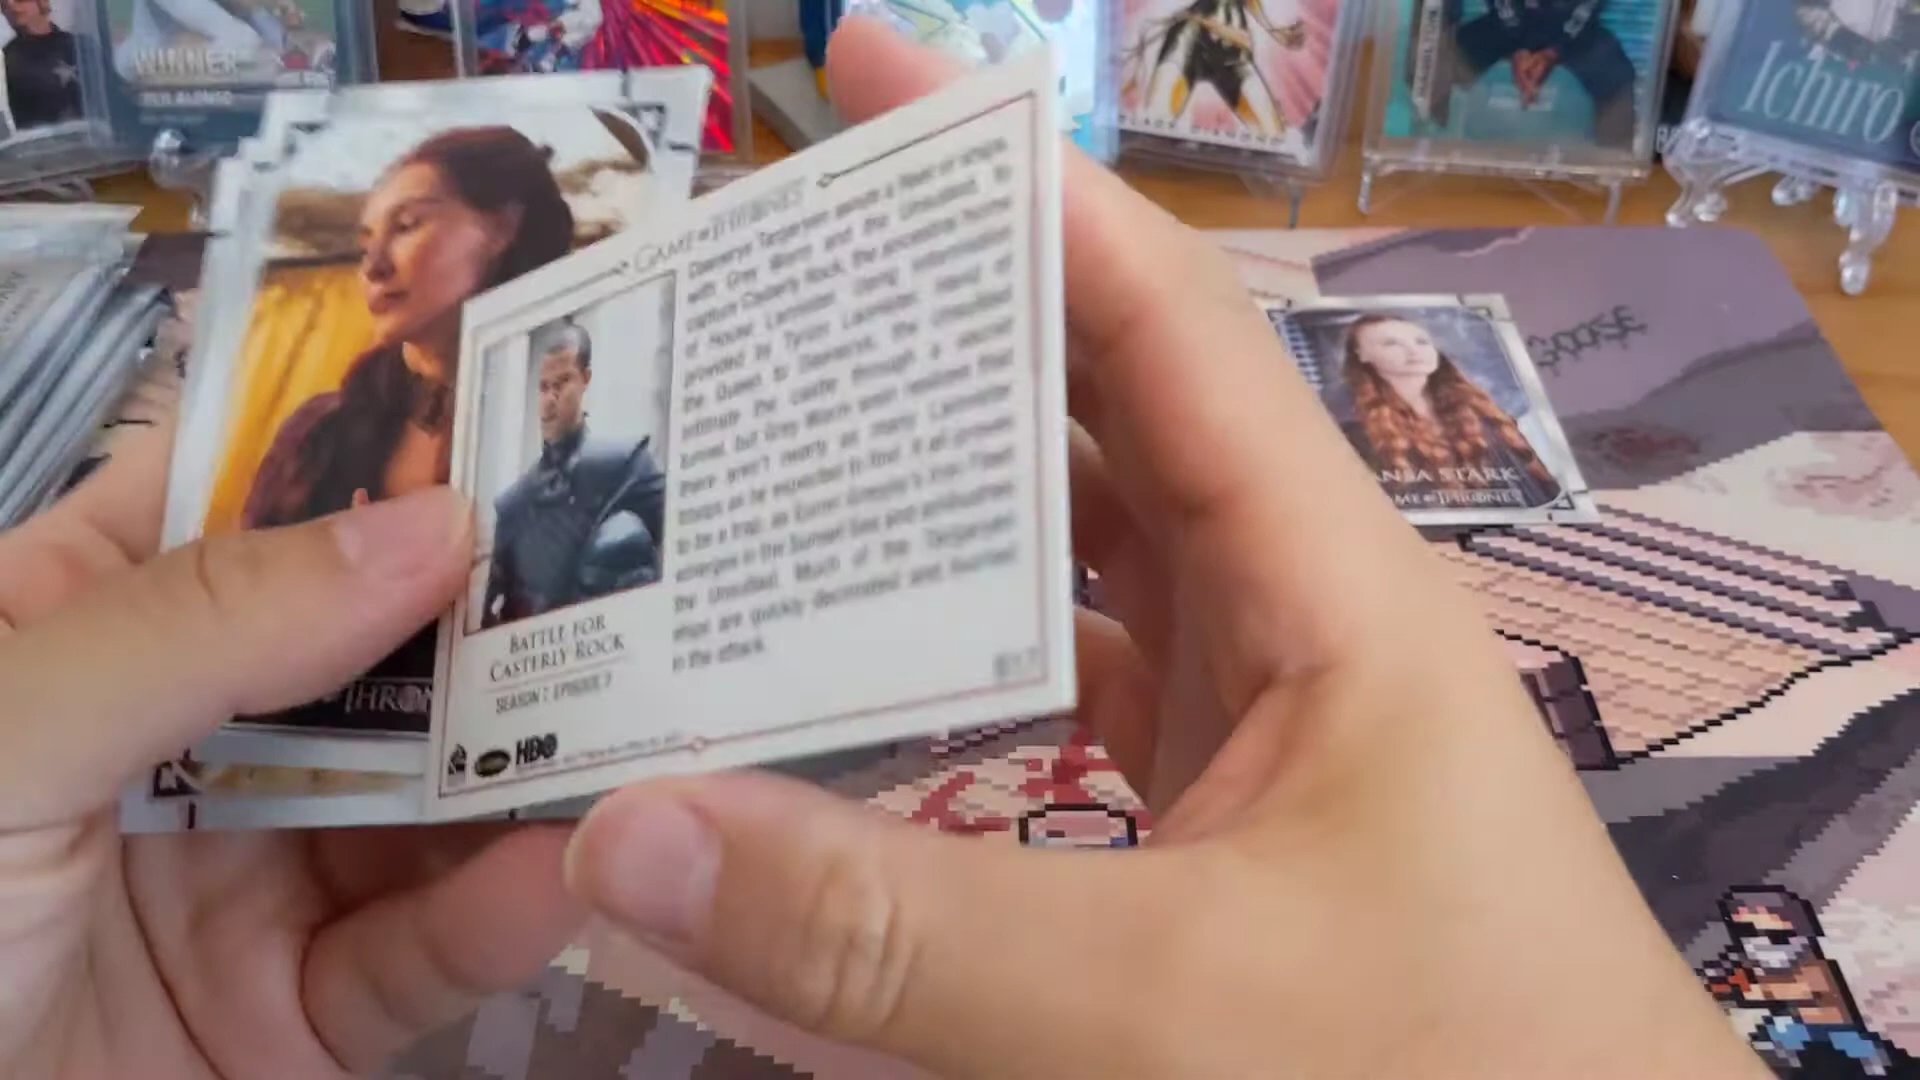 WINNER
Ichiro
GAME OF THRONES
Daenerys Targaryen sends a fleet of ships,
with Grey Worm and the Unsullied, to
capture Casterly Rock, the ancestral home
of House Lannister. Using information
provided by Tyrion Lannister, Hand of
the Queen to Daenerys, the Unsullied
infiltrate the castle through a secret
tunnel, but Grey Worm soon realizes that
there aren't nearly as many Lannister
troops as he expected to find. It all proves
to be a trap, as Euron Greyjoy's Iron Fleet
emerges in the Sunset Sea and ambushes
the Unsullied. Much of the Targaryen
ships are quickly decimated and burned
in the attack.
BATTLE FOR
CASTERLY ROCK
SEASON 7, EPISODE 3
HBO
THRON
GOOSE
ANSA STARK
AME OF THRONES